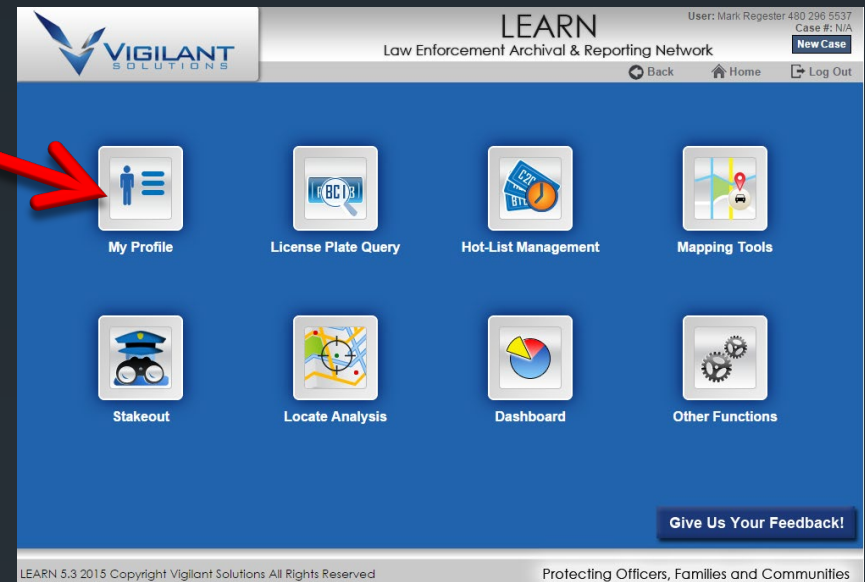 VIGILANT
SOLUTIONS
LEARN
Law Enforcement Archival & Reporting Network
User: Mark Regester 480 296 5537
Case #: N/A
New Case
Back Home Log Out
My Profile License Plate Query Hot-List Management Mapping Tools
Stakeout Locate Analysis Dashboard Other Functions
Give Us Your Feedback!
LEARN 5.3 2015 Copyright Vigilant Solutions All Rights Reserved Protecting Officers, Families and Communities